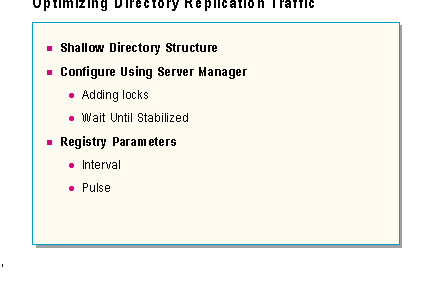 Optimizing Directory Replication Traffic
Shallow Directory Structure
Configure Using Server Manager
Adding locks
Wait Until Stabilized
Registry Parameters
Interval
Pulse